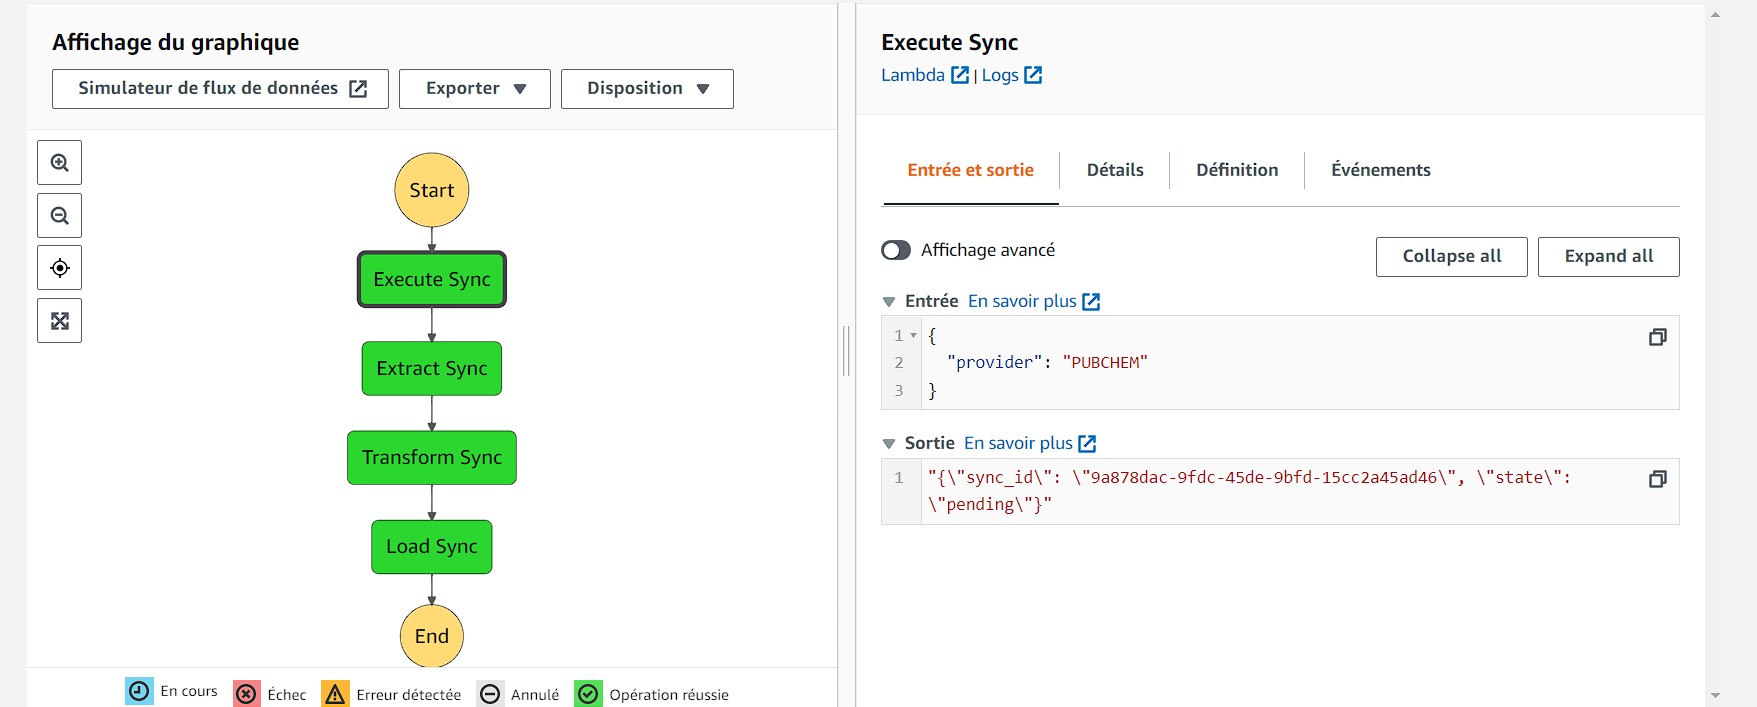 Affichage du graphique
Simulateur de flux de données
Exporter
Disposition
Start
Execute Sync
Extract Sync
Transform Sync
Load Sync
End
En cours
Échec
Erreur détectée
Annulé
Opération réussie
Execute Sync
Lambda | Logs
Entrée et sortie
Détails
Définition
Événements
Affichage avancé
Collapse all
Expand all
Entrée En savoir plus
1 {
2 "provider": "PUBCHEM"
3 }
Sortie En savoir plus
1 "{\"sync_id\": \"9a878dac-9fdc-45de-9bfd-15cc2a45ad46\", \"state\":
\"pending\"}"